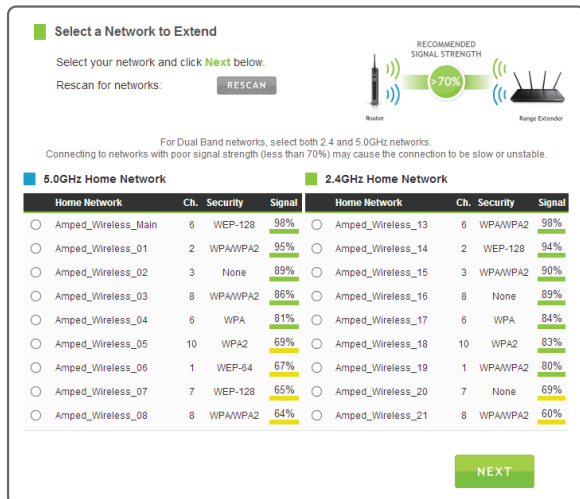 Select a Network to Extend
Select your network and click Next below.
Rescan for networks: RESCAN
RECOMMENDED
SIGNAL STRENGTH
>70%
Router Range Extender
For Dual Band networks, select both 2.4 and 5.0GHz networks.
Connecting to networks with poor signal strength (less than 70%) may cause the connection to be slow or unstable.
5.0GHz Home Network
Home Network Ch. Security Signal
Amped_Wireless_Main 6 WEP-128 98%
Amped_Wireless_01 2 WPA/WPA2 95%
Amped_Wireless_02 3 None 89%
Amped_Wireless_03 8 WPA/WPA2 86%
Amped_Wireless_04 6 WPA 81%
Amped_Wireless_05 10 WPA2 69%
Amped_Wireless_06 1 WEP-64 67%
Amped_Wireless_07 7 WEP-128 65%
Amped_Wireless_08 8 WPA/WPA2 64%
2.4GHz Home Network
Home Network Ch. Security Signal
Amped_Wireless_13 6 WPA/WPA2 98%
Amped_Wireless_14 2 WEP-128 94%
Amped_Wireless_15 3 WPA/WPA2 90%
Amped_Wireless_16 8 None 89%
Amped_Wireless_17 6 WPA 84%
Amped_Wireless_18 10 WPA2 83%
Amped_Wireless_19 1 WPA/WPA2 80%
Amped_Wireless_20 7 None 69%
Amped_Wireless_21 8 WPA/WPA2 60%
NEXT